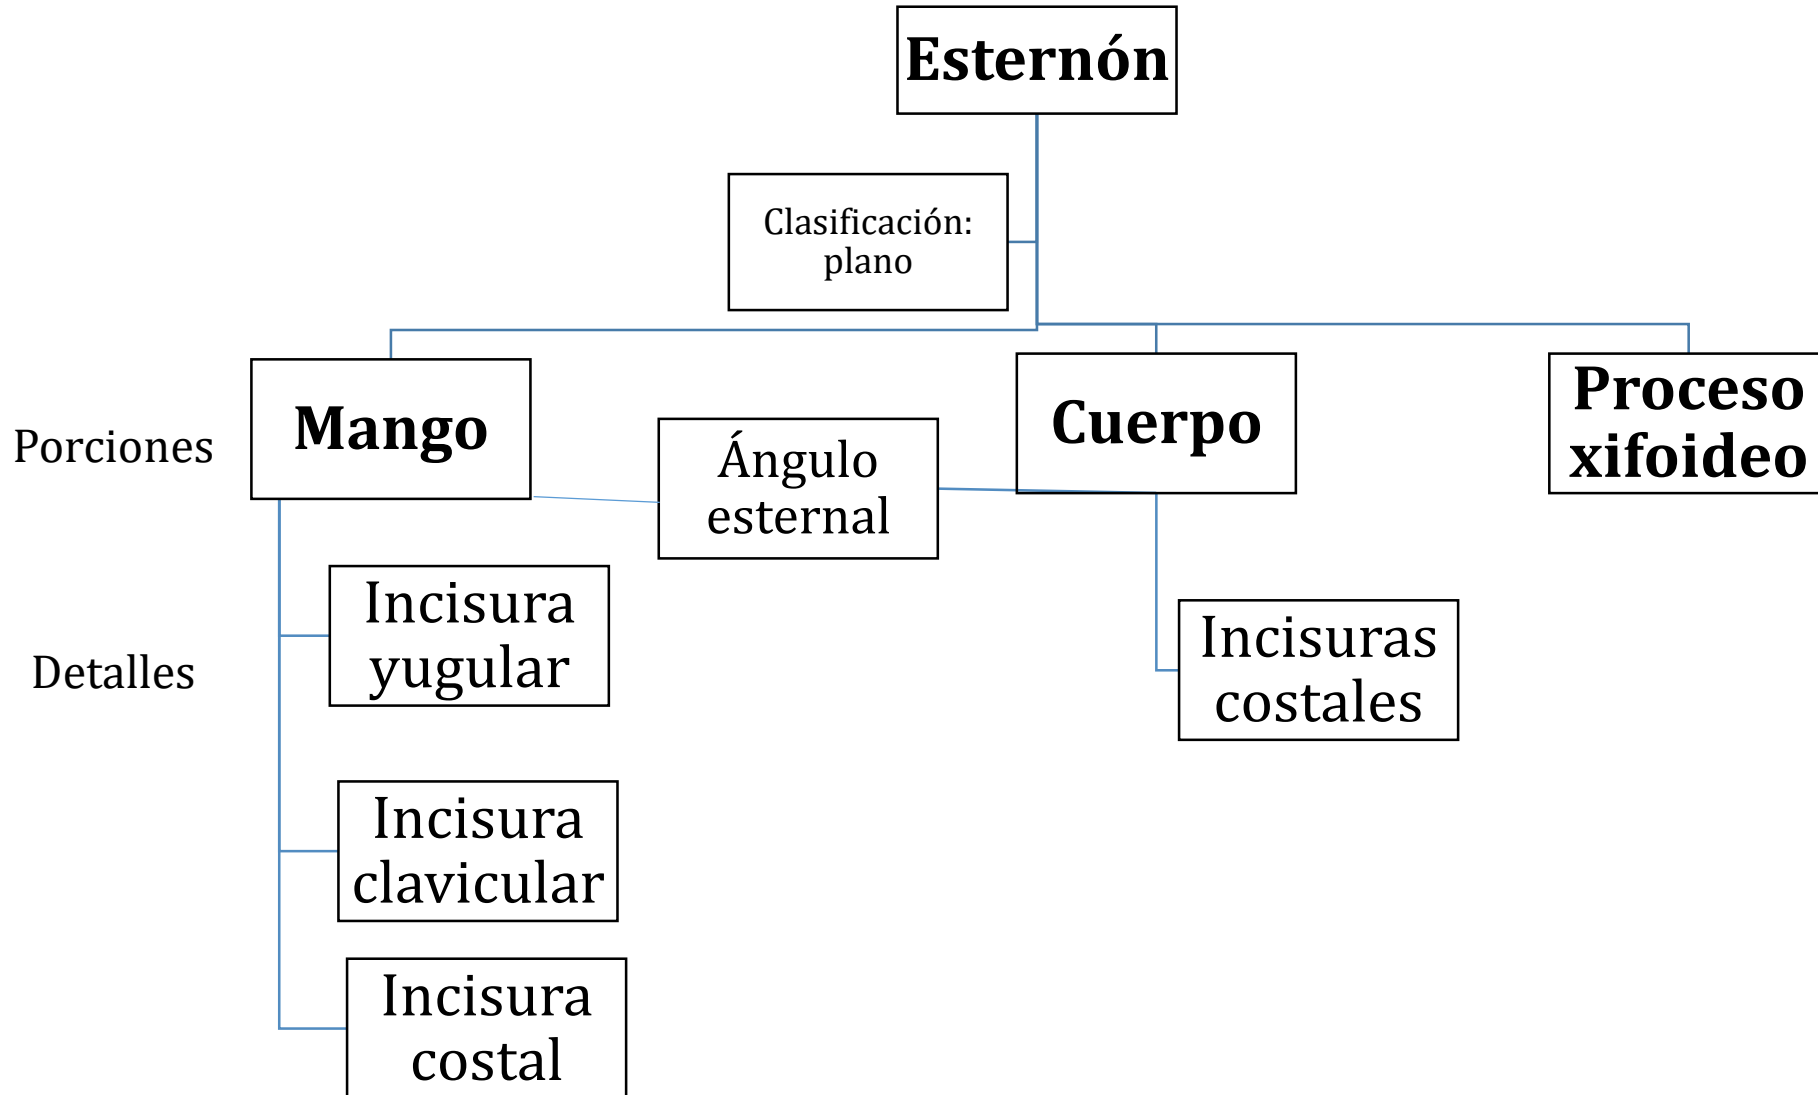 Esternón
Clasificación:
plano
Porciones
Mango
Ángulo
esternal
Cuerpo
Proceso
xifoideo
Detalles
Incisura
yugular
Incisuras
costales
Incisura
clavicular
Incisura
costal